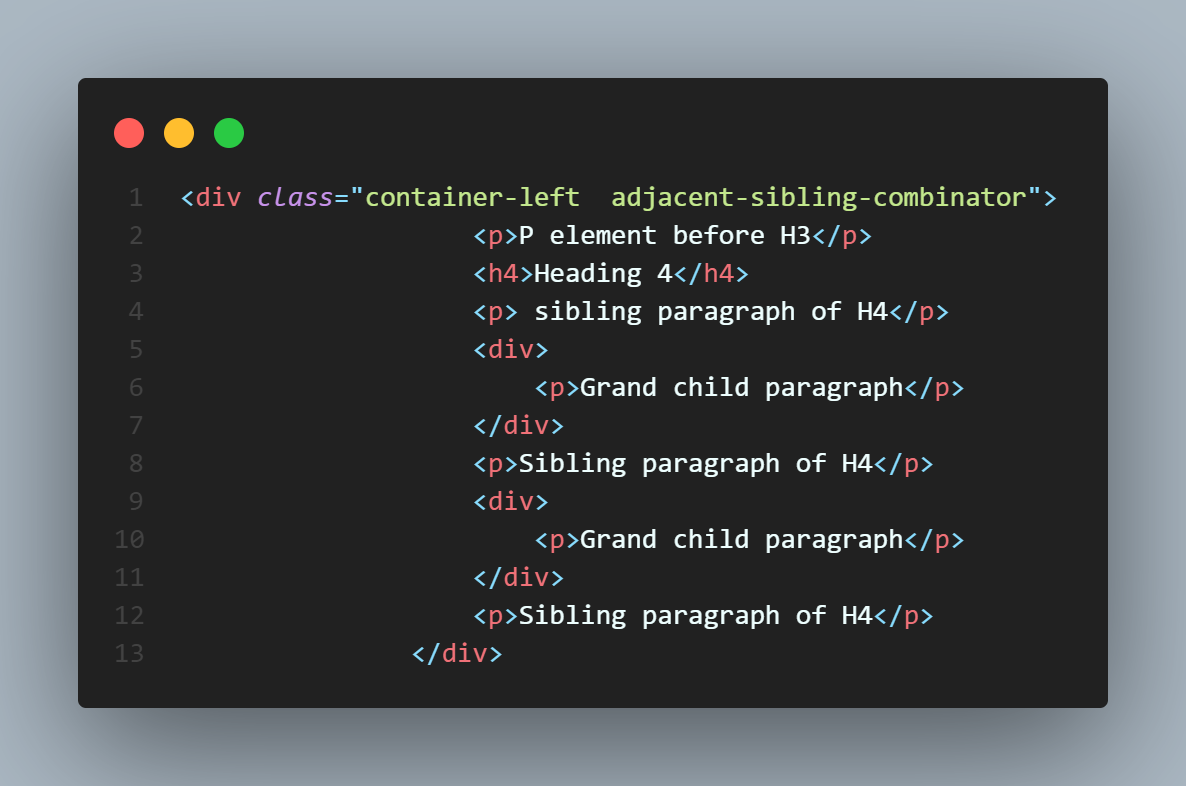 1 <div class="container-left  adjacent-sibling-combinator">
2 <p>P element before H3</p>
3 <h4>Heading 4</h4>
4 <p> sibling paragraph of H4</p>
5 <div>
6 <p>Grand child paragraph</p>
7 </div>
8 <p>Sibling paragraph of H4</p>
9 <div>
10 <p>Grand child paragraph</p>
11 </div>
12 <p>Sibling paragraph of H4</p>
13 </div>